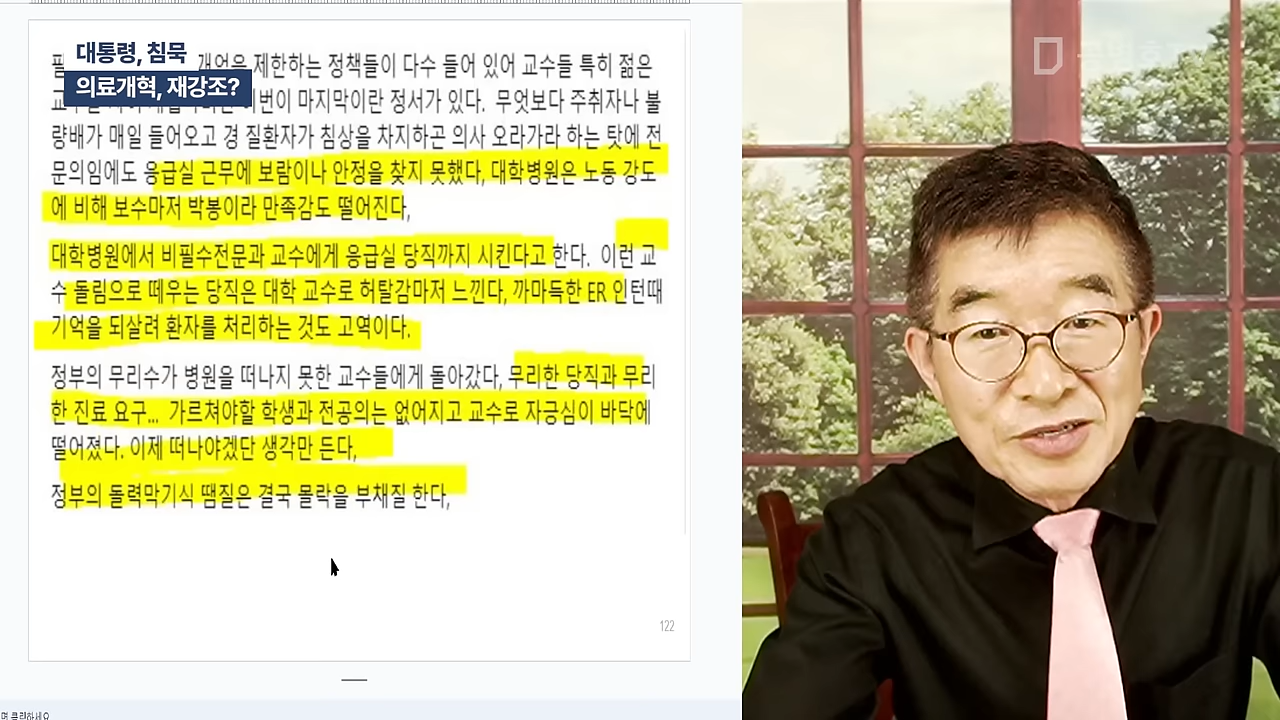 대통령, 침묵
의료개혁, 재강조?
필 개업을 제한하는 정책들이 다수 들어 있어 교수들 특히 젊은
이번이 마지막이란 정서가 있다. 무엇보다 주취자나 불
량배가 매일 들어오고 경 질환자가 침상을 차지하곤 의사 오라가라 하는 탓에 전
문의임에도 응급실 근무에 보람이나 안정을 찾지 못했다, 대학병원은 노동 강도
에 비해 보수마저 박봉이라 만족감도 떨어진다,
대학병원에서 비필수전문과 교수에게 응급실 당직까지 시킨다고 한다. 이런 교
수 돌림으로 떼우는 당직은 대학 교수로 허탈감마저 느낀다, 까마득한 ER 인턴때
기억을 되살려 환자를 처리하는 것도 고역이다.
정부의 무리수가 병원을 떠나지 못한 교수들에게 돌아갔다, 무리한 당직과 무리
한 진료 요구... 가르쳐야할 학생과 전공의는 없어지고 교수로 자긍심이 바닥에
떨어졌다. 이제 떠나야겠단 생각만 든다,
정부의 돌력막기식 땜질은 결국 몰락을 부채질 한다,
122